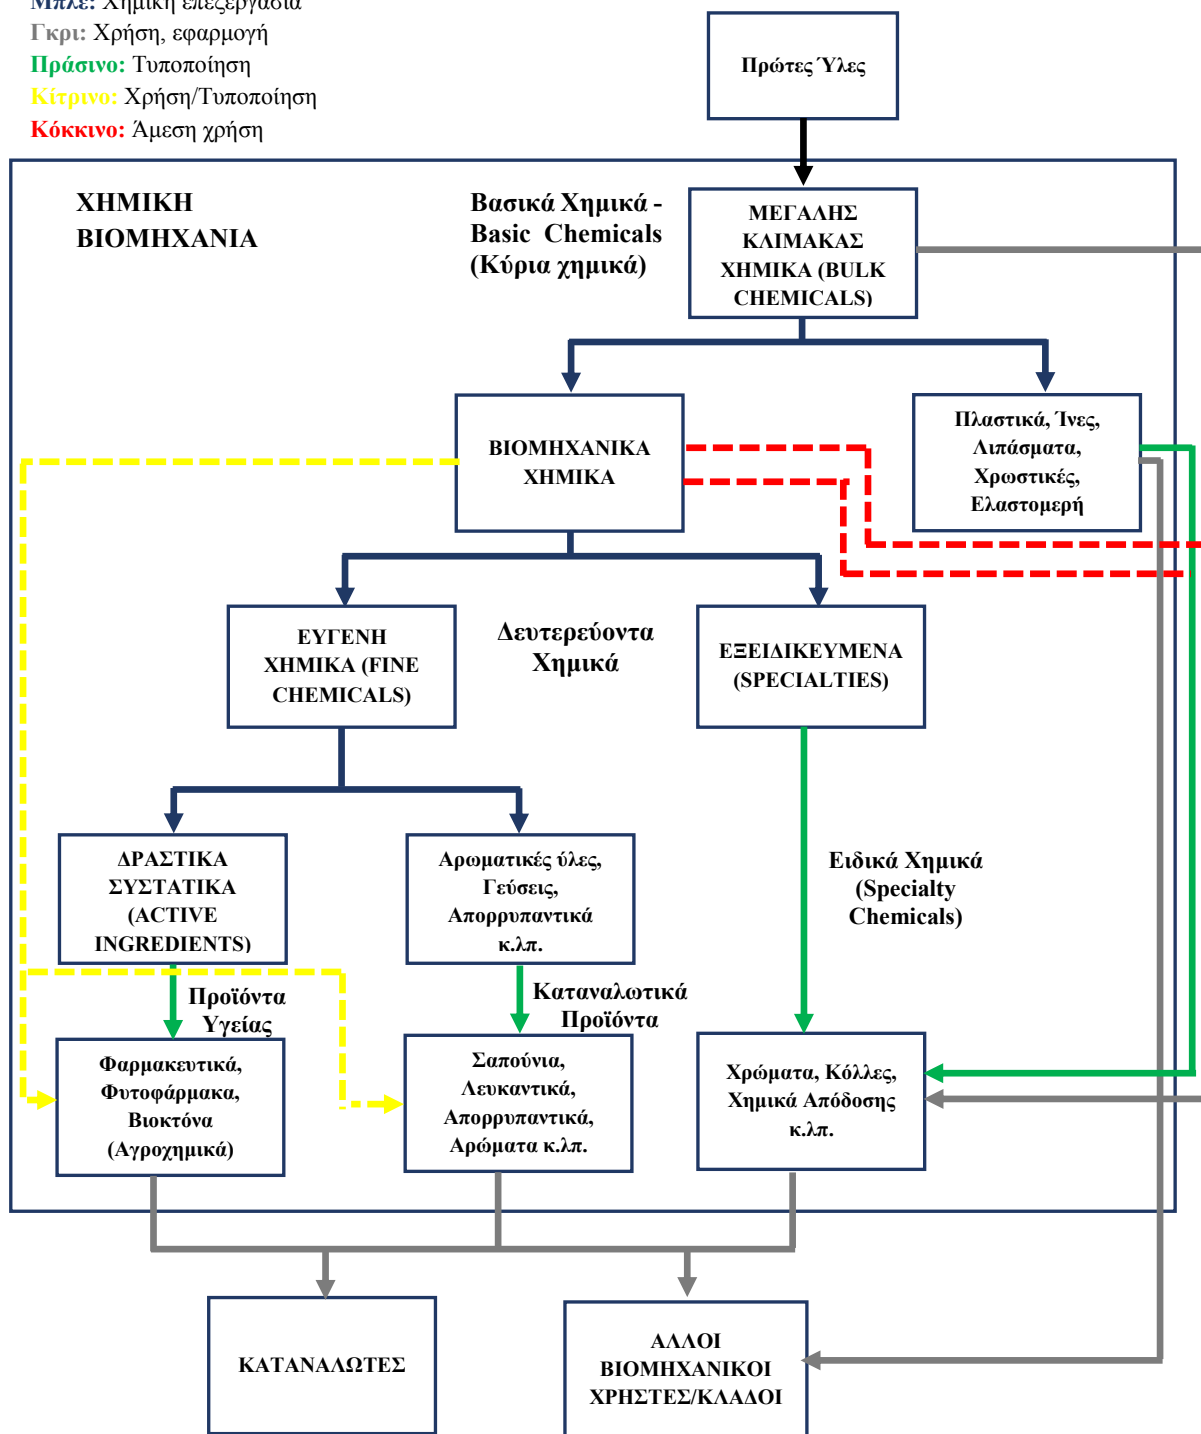 Μπλε: Χημική επεξεργασία
Γκρι: Χρήση, εφαρμογή
Πράσινο: Τυποποίηση
Κίτρινο: Χρήση/Τυποποίηση
Κόκκινο: Άμεση χρήση
Πρώτες Ύλες
ΧΗΜΙΚΗ
ΒΙΟΜΗΧΑΝΙΑ
Βασικά Χημικά -
Basic Chemicals
(Κύρια χημικά)
ΜΕΓΑΛΗΣ
ΚΛΙΜΑΚΑΣ
ΧΗΜΙΚΑ (BULK
CHEMICALS)
ΒΙΟΜΗΧΑΝΙΚΑ
ΧΗΜΙΚΑ
Πλαστικά, Ίνες,
Λιπάσματα,
Χρωστικές,
Ελαστομερή
ΕΥΓΕΝΗ
ΧΗΜΙΚΑ (FINE
CHEMICALS)
Δευτερεύοντα
Χημικά
ΕΞΕΙΔΙΚΕΥΜΕΝΑ
(SPECIALTIES)
ΔΡΑΣΤΙΚΑ
ΣΥΣΤΑΤΙΚΑ
(ACTIVE
INGREDIENTS)
Αρωματικές ύλες,
Γεύσεις,
Απορρυπαντικά
κ.λπ.
Ειδικά Χημικά
(Specialty
Chemicals)
Προϊόντα
Υγείας
Καταναλωτικά
Προϊόντα
Φαρμακευτικά,
Φυτοφάρμακα,
Βιοκτόνα
(Αγροχημικά)
Σαπούνια,
Λευκαντικά,
Απορρυπαντικά,
Αρώματα κ.λπ.
Χρώματα, Κόλλες,
Χημικά Απόδοσης
κ.λπ.
ΚΑΤΑΝΑΛΩΤΕΣ
ΑΛΛΟΙ
ΒΙΟΜΗΧΑΝΙΚΟΙ
ΧΡΗΣΤΕΣ/ΚΛΑΔΟΙ